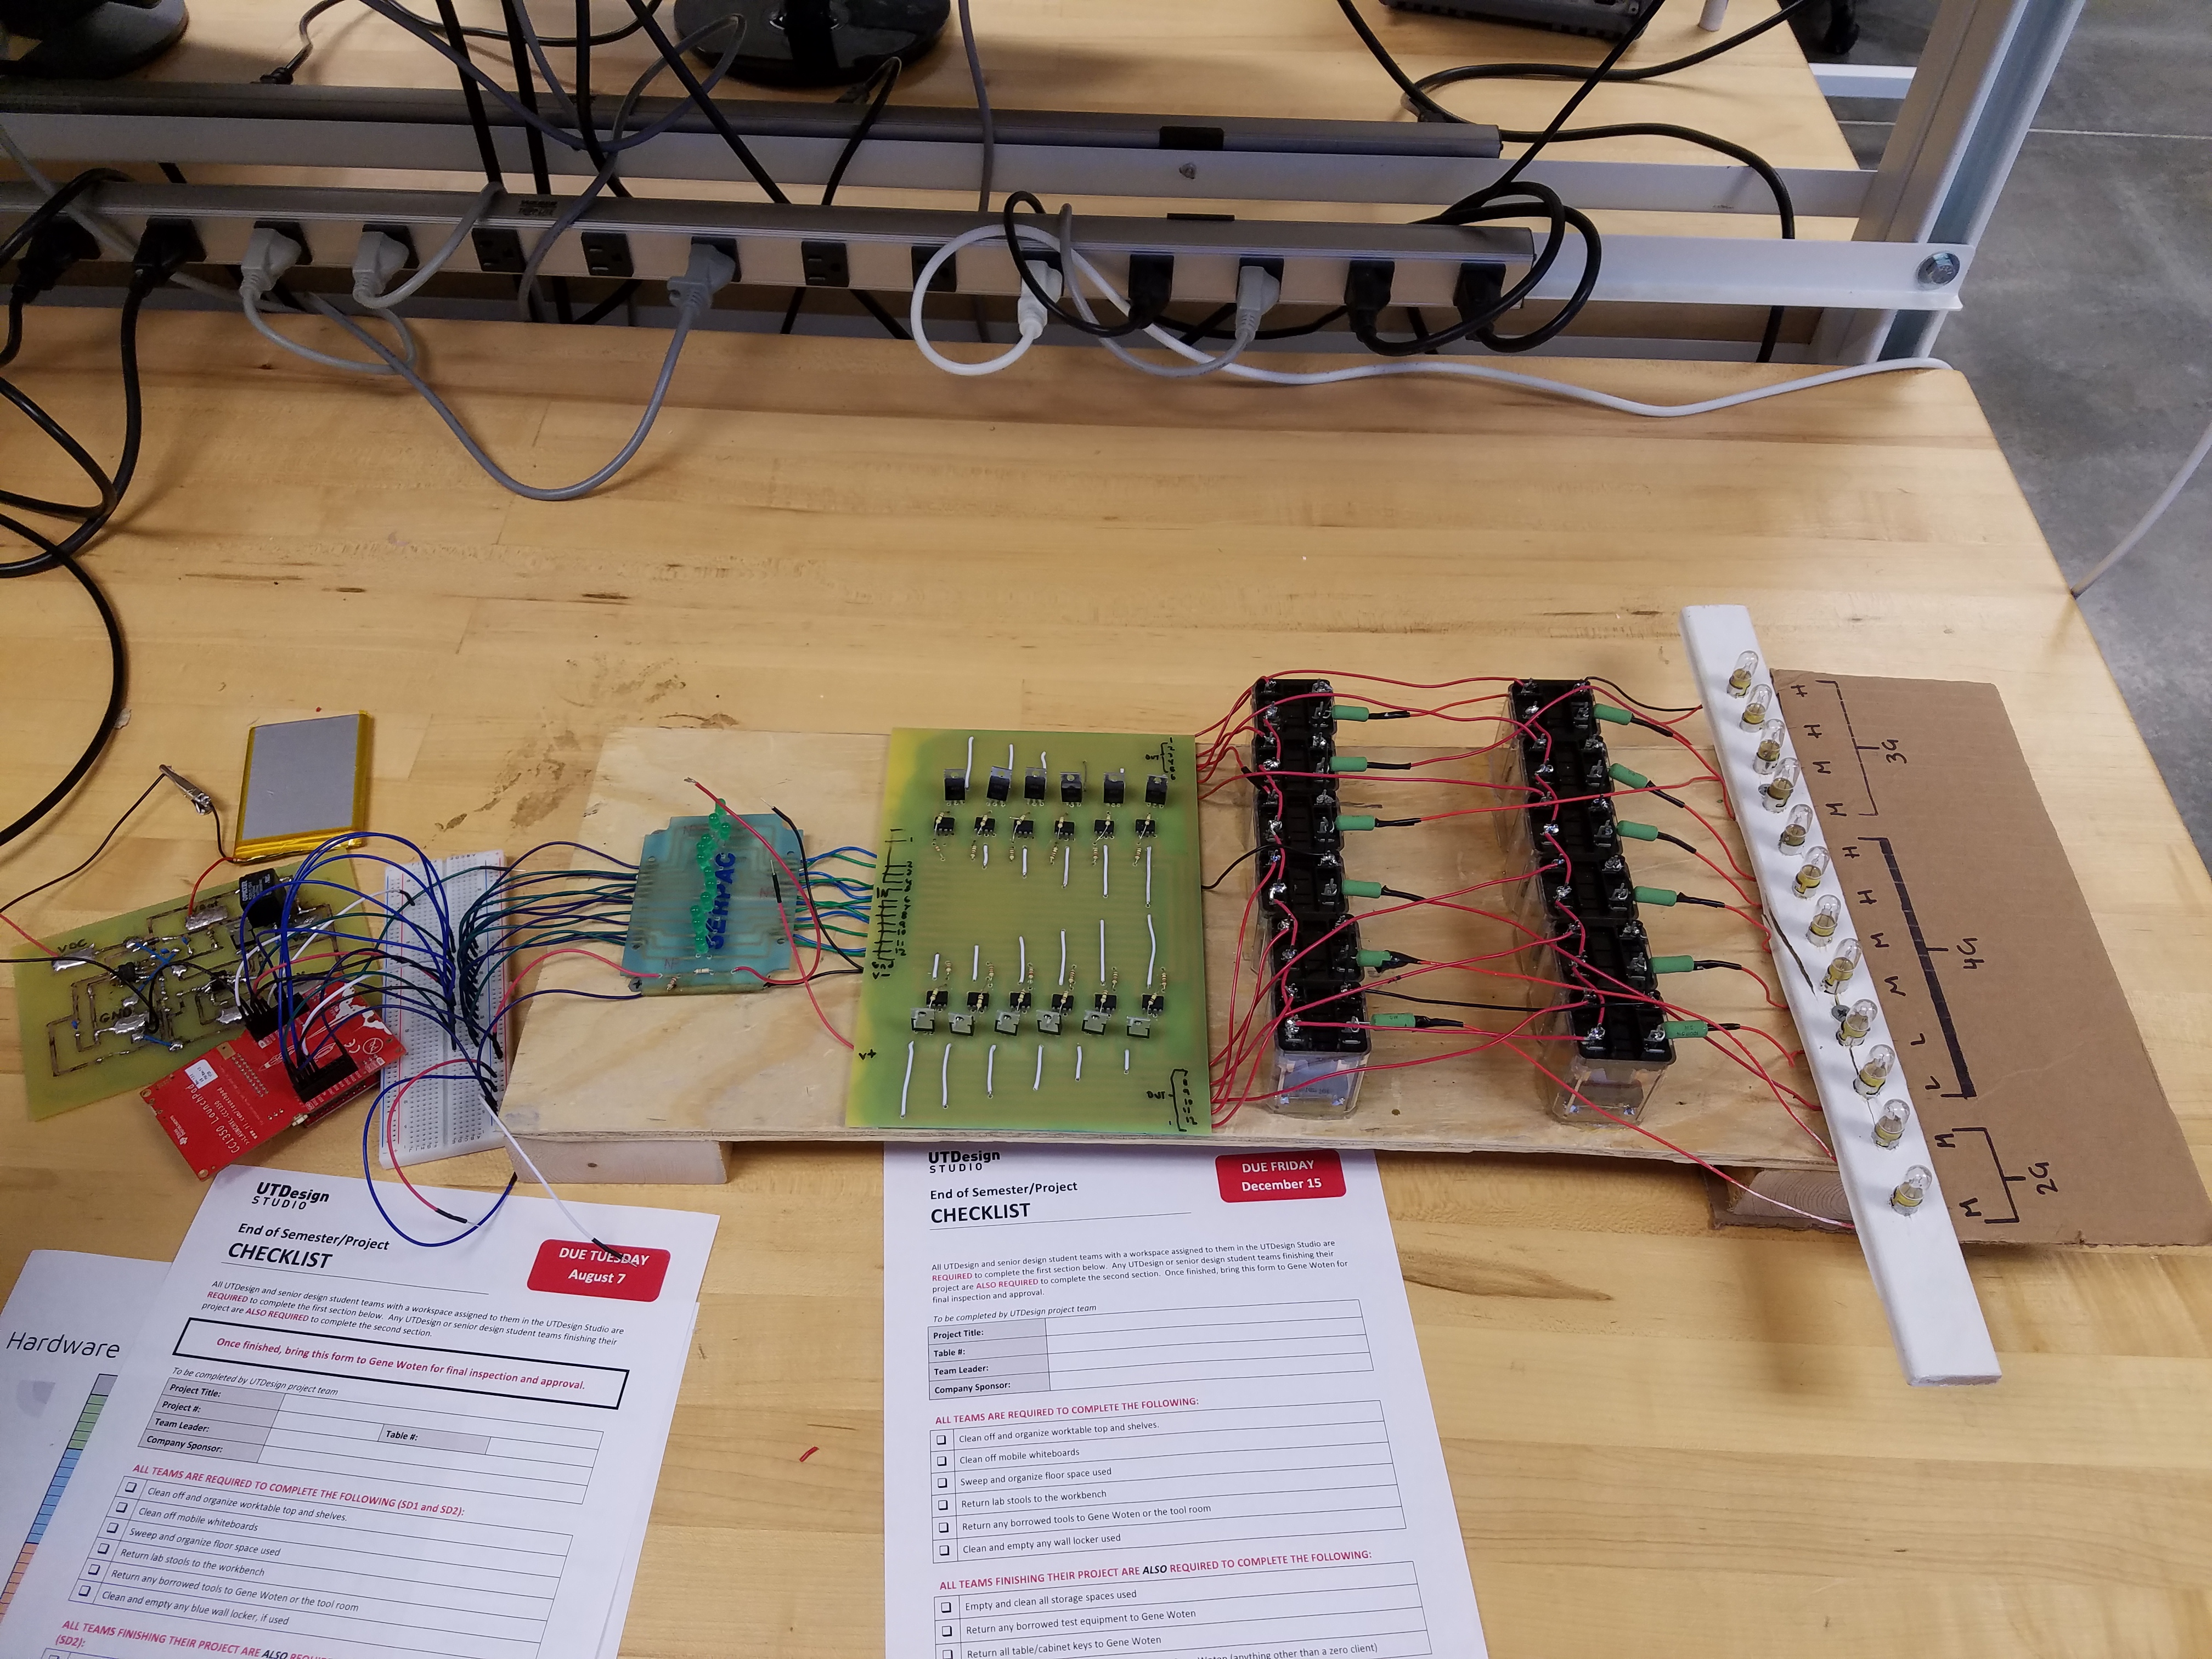 GENPAC
OUT
V+
OUT
VDC
Vout
GND
CC1350
LaunchPad
H
H
M
M
3G
H
H
M
M
L
L
4G
M
M
2G
Hardware
UTDesign
STUDIO
End of Semester/Project
CHECKLIST
DUE TUESDAY
August 7
All UTDesign and senior design student teams with a workspace assigned to them in the UTDesign Studio are
REQUIRED to complete the first section below. Any UTDesign or senior design student teams finishing their
project are ALSO REQUIRED to complete the second section.
Once finished, bring this form to Gene Woten for final inspection and approval.
To be completed by UTDesign project team
Project Title:
Project #:
Team Leader:
Table #:
Company Sponsor:
ALL TEAMS ARE REQUIRED TO COMPLETE THE FOLLOWING (SD1 and SD2):
Clean off and organize worktable top and shelves.
Clean off mobile whiteboards
Sweep and organize floor space used
Return lab stools to the workbench
Return any borrowed tools to Gene Woten or the tool room
Clean and empty any blue wall locker, if used
ALL TEAMS FINISHING THEIR PROJECT ARE ALSO
(SD2):
UTDesign
STUDIO
End of Semester/Project
CHECKLIST
DUE FRIDAY
December 15
All UTDesign and senior design student teams with a workspace assigned to them in the UTDesign Studio are
REQUIRED to complete the first section below. Any UTDesign or senior design student teams finishing their
project are ALSO REQUIRED to complete the second section. Once finished, bring this form to Gene Woten for
final inspection and approval.
To be completed by UTDesign project team
Project Title:
Table #:
Team Leader:
Company Sponsor:
ALL TEAMS ARE REQUIRED TO COMPLETE THE FOLLOWING:
Clean off and organize worktable top and shelves.
Clean off mobile whiteboards
Sweep and organize floor space used
Return lab stools to the workbench
Return any borrowed tools to Gene Woten or the tool room
Clean and empty any wall locker used
ALL TEAMS FINISHING THEIR PROJECT ARE ALSO REQUIRED TO COMPLETE THE FOLLOWING:
Empty and clean all storage spaces used
Return any borrowed test equipment to Gene Woten
Return all table/cabinet keys to Gene Woten
(anything other than a zero client)